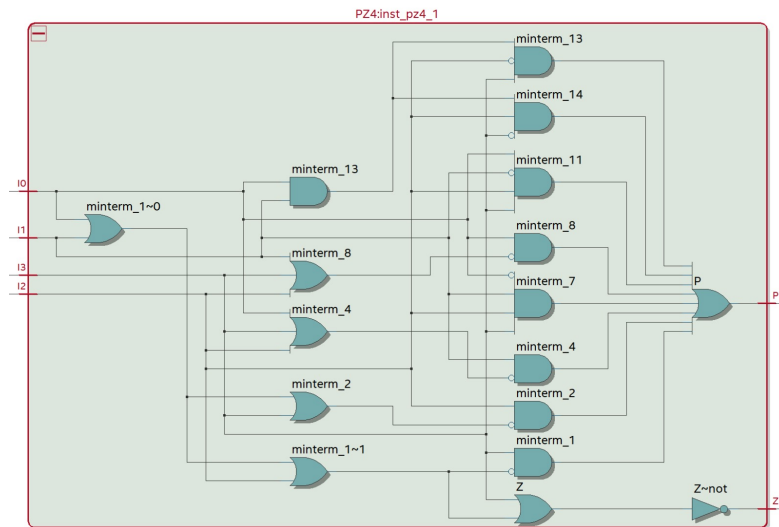 PZ4:inst_pz4_1
minterm_13
minterm_14
minterm_13
minterm_11
I0
minterm_1~0
I1
minterm_8
minterm_8
I3
I2
minterm_7
P
P
minterm_4
minterm_4
minterm_2
minterm_2
minterm_1
minterm_1~1
Z
Z~not
Z